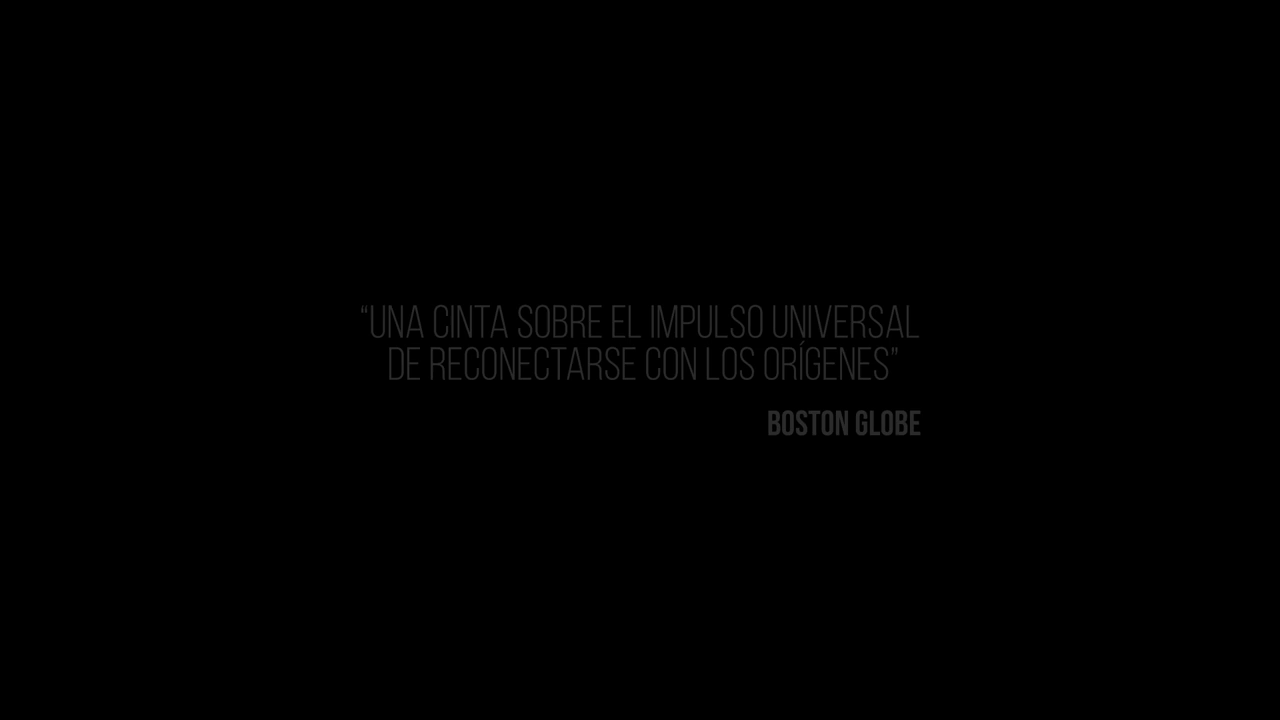 “UNA CINTA SOBRE EL IMPULSO UNIVERSAL
DE RECONECTARSE CON LOS ORÍGENES”
BOSTON GLOBE